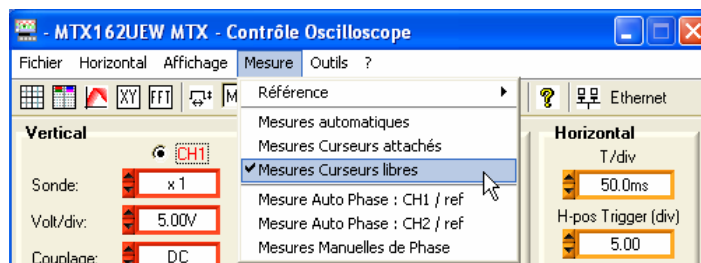 - MTX162UEW MTX - Contrôle Oscilloscope
Fichier Horizontal Affichage Mesure Outils ?
XY FFT M ? Ethernet
Référence
Mesures automatiques
Mesures Curseurs attachés
Mesures Curseurs libres
Mesure Auto Phase : CH1 / ref
Mesure Auto Phase : CH2 / ref
Mesures Manuelles de Phase
Vertical
CH1
Sonde: x 1
Volt/div: 5.00V
Couplage: DC
Horizontal
T/div
50.0ms
H-pos Trigger (div)
5.00